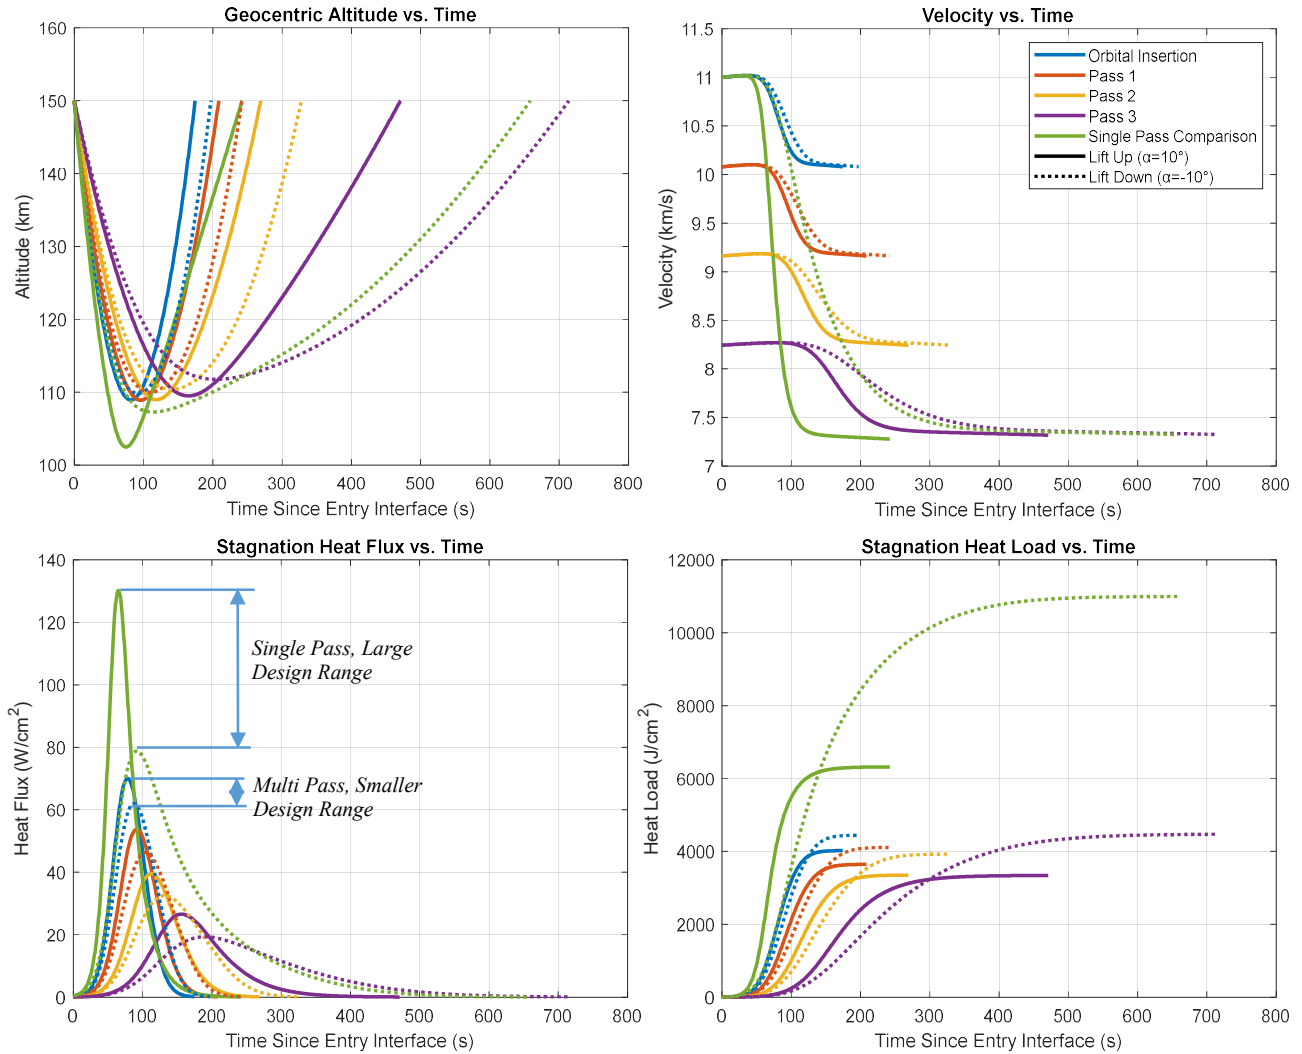 Geocentric Altitude vs. Time
160
150
140
130
120
110
100
Altitude (km)
0 100 200 300 400 500 600 700 800
Time Since Entry Interface (s)
Velocity vs. Time
11.5
11
10.5
10
9.5
9
8.5
8
7.5
7
Velocity (km/s)
Orbital Insertion
Pass 1
Pass 2
Pass 3
Single Pass Comparison
Lift Up (α=10°)
Lift Down (α=-10°)
0 100 200 300 400 500 600 700 800
Time Since Entry Interface (s)
Stagnation Heat Flux vs. Time
140
120
100
80
60
40
20
0
Heat Flux (W/cm²)
Single Pass, Large
Design Range
Multi Pass, Smaller
Design Range
0 100 200 300 400 500 600 700 800
Time Since Entry Interface (s)
Stagnation Heat Load vs. Time
12000
10000
8000
6000
4000
2000
0
Heat Load (J/cm²)
0 100 200 300 400 500 600 700 800
Time Since Entry Interface (s)